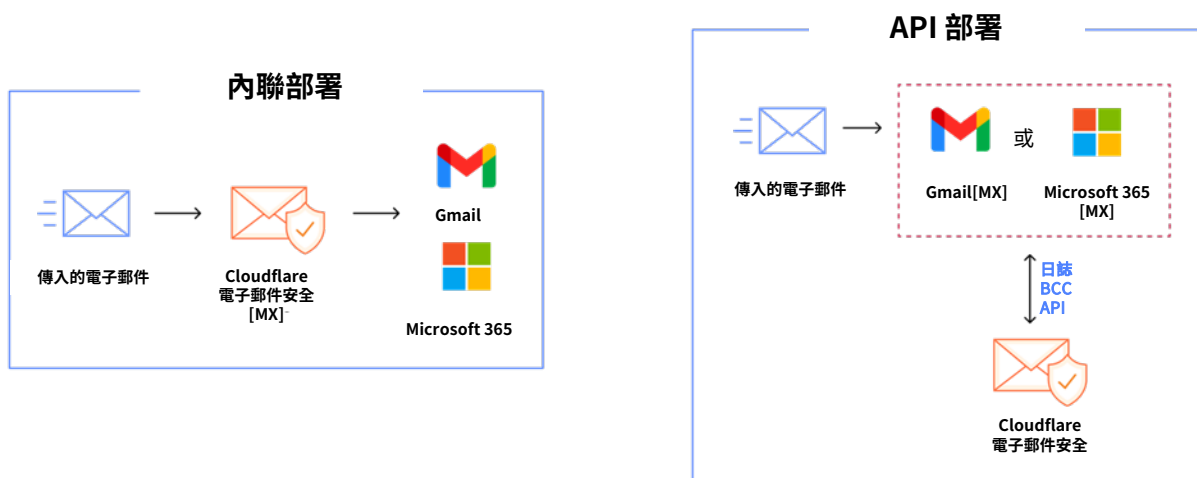 內聯部署
傳入的電子郵件
Cloudflare
電子郵件安全
[MX]
Gmail
Microsoft 365
API 部署
傳入的電子郵件
或
Gmail[MX]
Microsoft 365
[MX]
日誌
BCC
API
Cloudflare
電子郵件安全